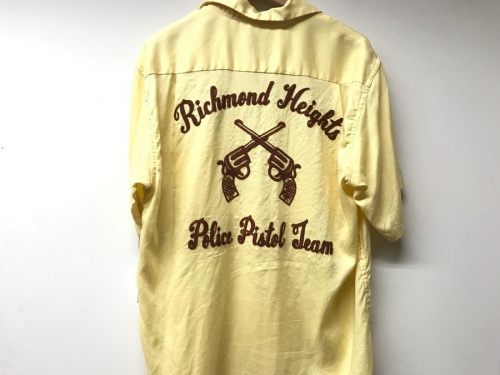 Richmond Heights
Police Pistol Team